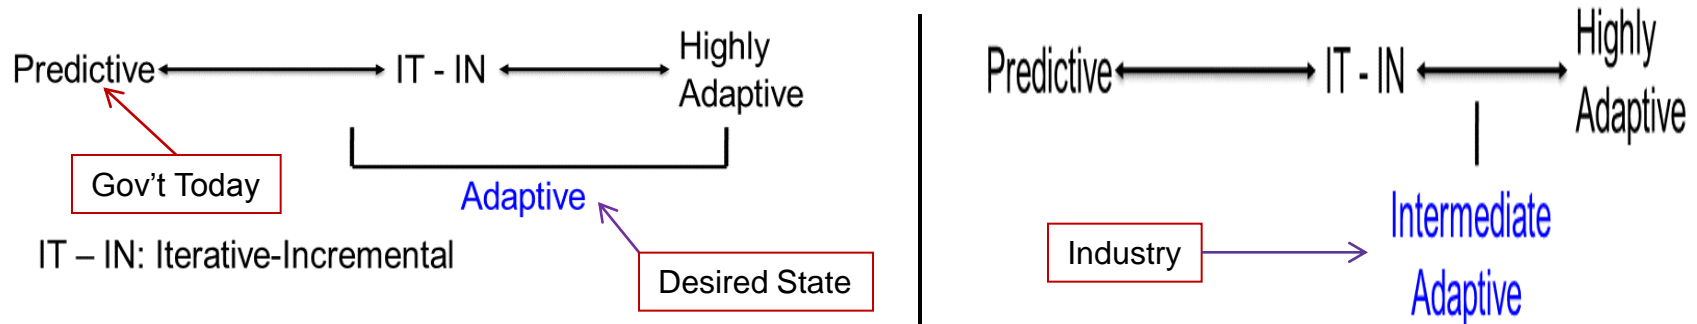 Predictive IT - IN Highly
Adaptive
Gov't Today
Adaptive
IT – IN: Iterative-Incremental
Desired State
Predictive IT - IN Highly
Adaptive
Industry
Intermediate
Adaptive